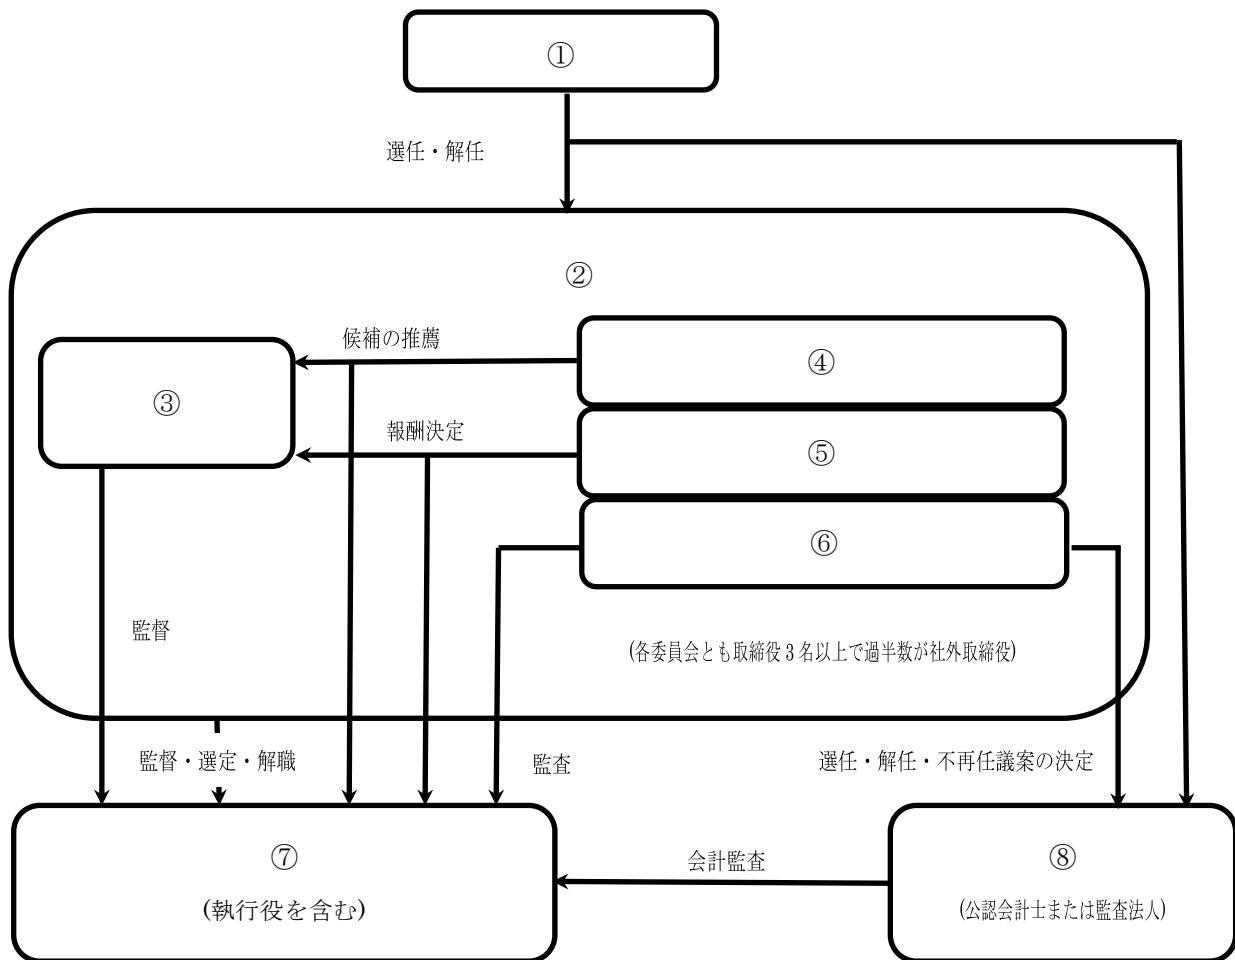 ①
選任・解任
②
候補の推薦
④
③
報酬決定
⑤
⑥
監督
(各委員会とも取締役3名以上で過半数が社外取締役)
監督・選定・解職
監査
選任・解任・不再任議案の決定
⑦
(執行役を含む)
会計監査
⑧
(公認会計士または監査法人)